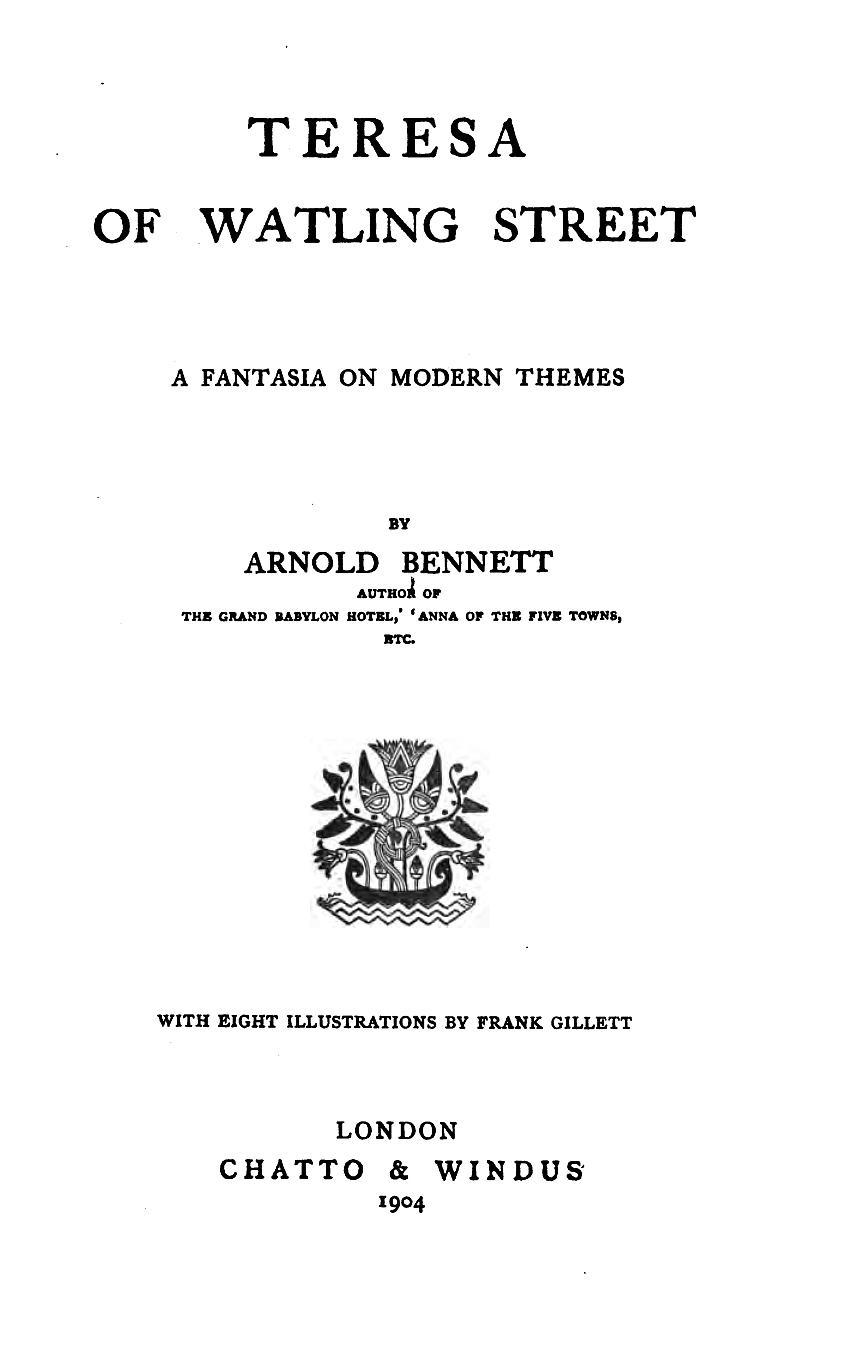 TERESA
OF WATLING STREET
A FANTASIA ON MODERN THEMES
BY
ARNOLD BENNETT
AUTHOR OF
THE GRAND BABYLON HOTEL,' 'ANNA OF THE FIVE TOWNS,
ETC.
WITH EIGHT ILLUSTRATIONS BY FRANK GILLETT
LONDON
CHATTO & WINDUS
1904